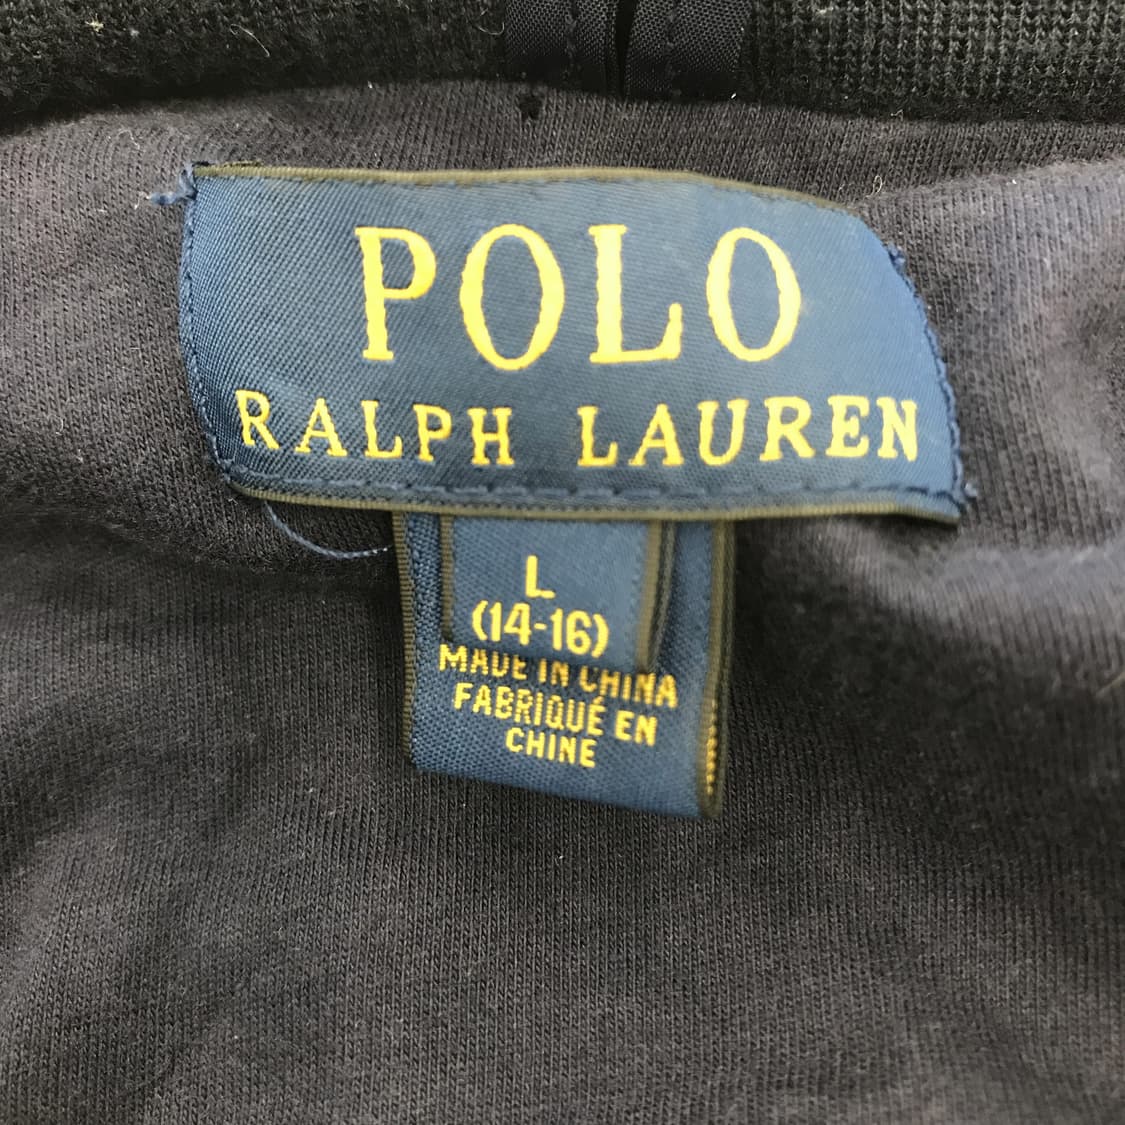 POLO
RALPH LAUREN
L
(14-16)
MADE IN CHINA
FABRIQUÉ EN
CHINE